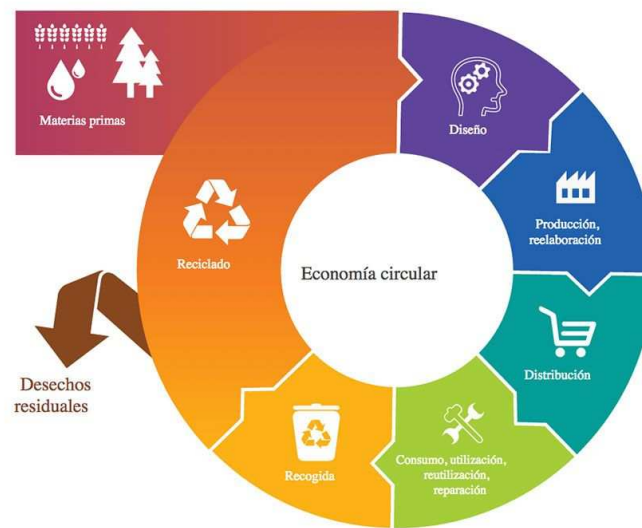 Materias primas
Diseño
Producción,
reelaboración
Distribución
Consumo, utilización,
reutilización,
reparación
Recogida
Reciclado
Desechos
residuales
Economía circular